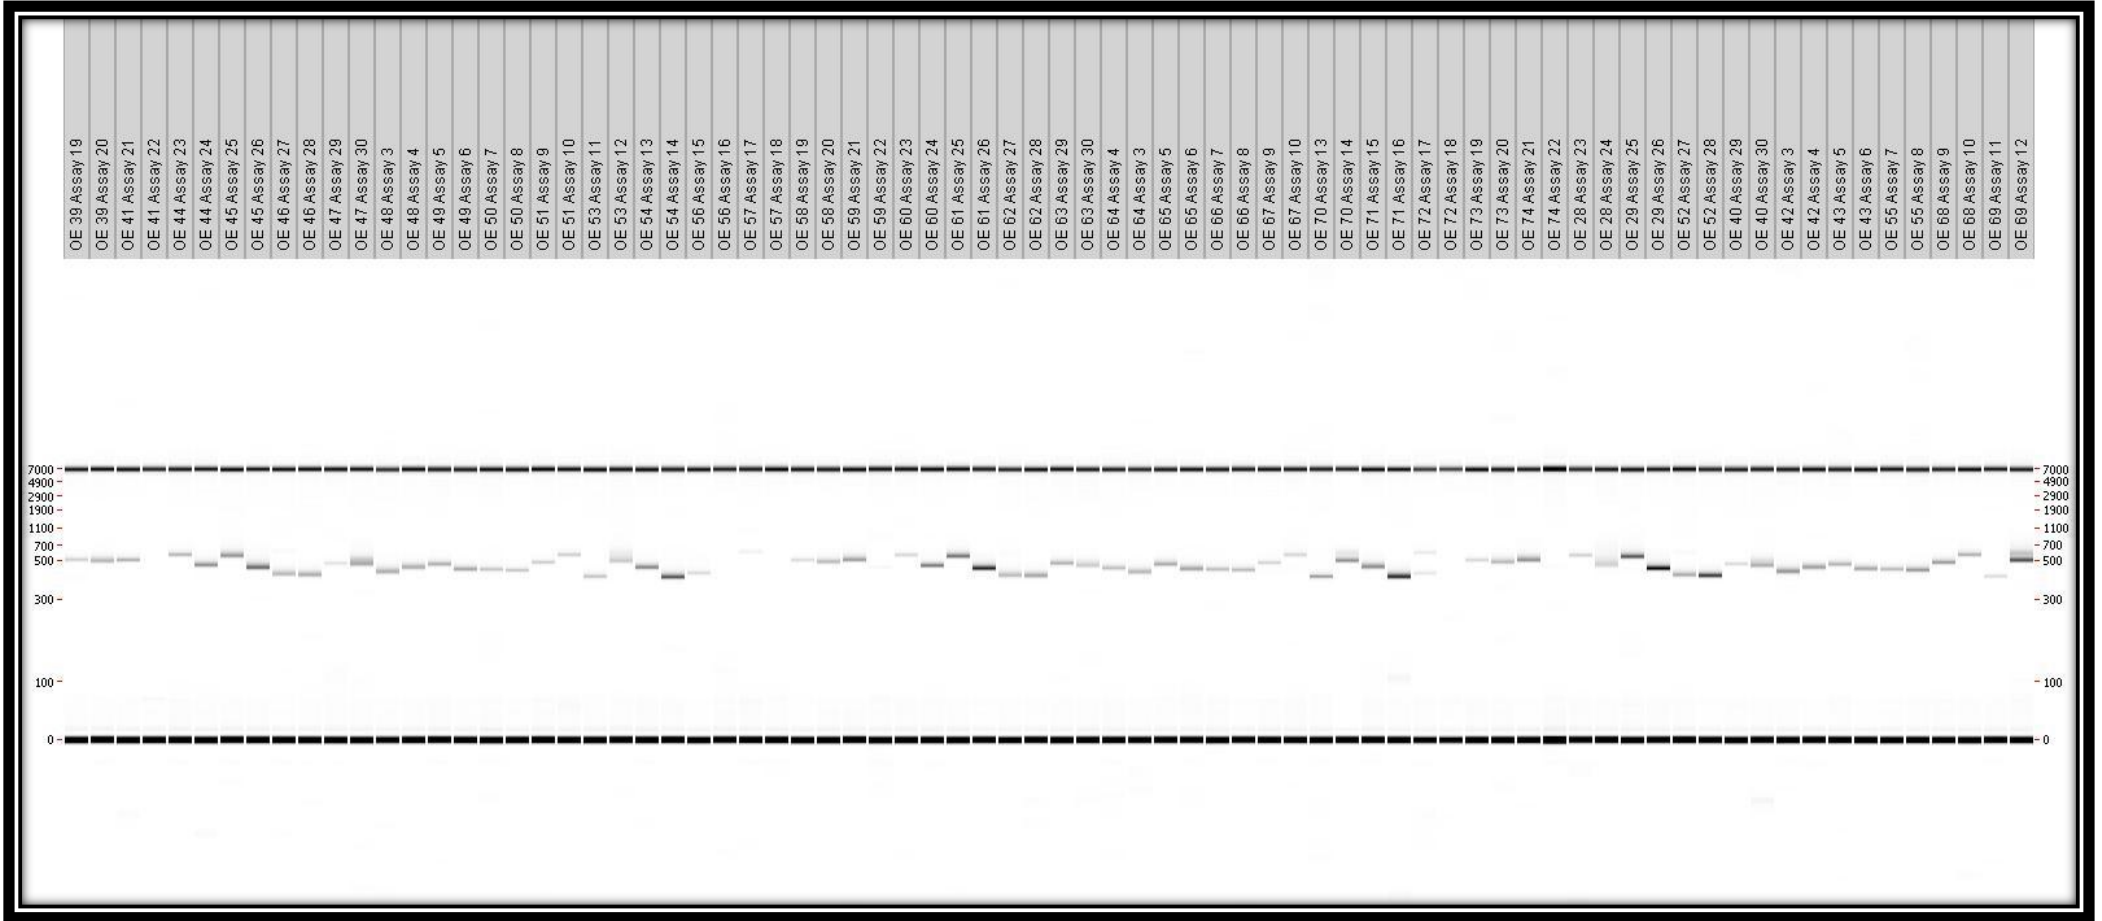 OE 39 Assay 19
OE 39 Assay 20
OE 41 Assay 21
OE 41 Assay 22
OE 44 Assay 23
OE 44 Assay 24
OE 45 Assay 25
OE 45 Assay 26
OE 46 Assay 27
OE 46 Assay 28
OE 47 Assay 29
OE 47 Assay 30
OE 48 Assay 3
OE 48 Assay 4
OE 49 Assay 5
OE 49 Assay 6
OE 50 Assay 7
OE 50 Assay 8
OE 51 Assay 9
OE 51 Assay 10
OE 53 Assay 11
OE 53 Assay 12
OE 54 Assay 13
OE 54 Assay 14
OE 56 Assay 15
OE 56 Assay 16
OE 57 Assay 17
OE 57 Assay 18
OE 58 Assay 19
OE 58 Assay 20
OE 59 Assay 21
OE 59 Assay 22
OE 60 Assay 23
OE 60 Assay 24
OE 61 Assay 25
OE 61 Assay 26
OE 62 Assay 27
OE 62 Assay 28
OE 63 Assay 29
OE 63 Assay 30
OE 64 Assay 4
OE 64 Assay 3
OE 65 Assay 5
OE 65 Assay 6
OE 66 Assay 7
OE 66 Assay 8
OE 67 Assay 9
OE 67 Assay 10
OE 70 Assay 13
OE 70 Assay 14
OE 71 Assay 15
OE 71 Assay 16
OE 72 Assay 17
OE 72 Assay 18
OE 73 Assay 19
OE 73 Assay 20
OE 74 Assay 21
OE 74 Assay 22
OE 28 Assay 23
OE 28 Assay 24
OE 29 Assay 25
OE 29 Assay 26
OE 52 Assay 27
OE 52 Assay 28
OE 40 Assay 29
OE 40 Assay 30
OE 42 Assay 3
OE 42 Assay 4
OE 43 Assay 5
OE 43 Assay 6
OE 55 Assay 7
OE 55 Assay 8
OE 68 Assay 9
OE 68 Assay 10
OE 69 Assay 11
OE 69 Assay 12
7000
4900
2900
1900
1100
700
500
300
100
0
7000
4900
2900
1900
1100
700
500
300
100
0